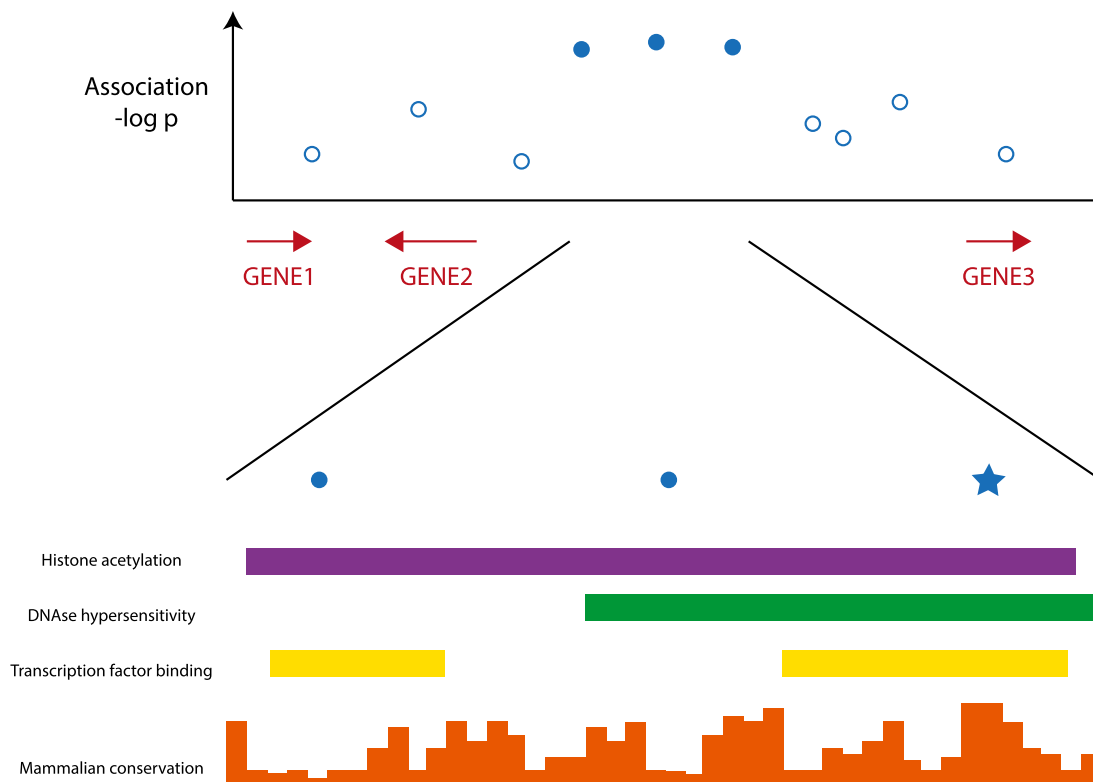 Association
-log p
GENE1
GENE2
GENE3
Histone acetylation
DNAse hypersensitivity
Transcription factor binding
Mammalian conservation